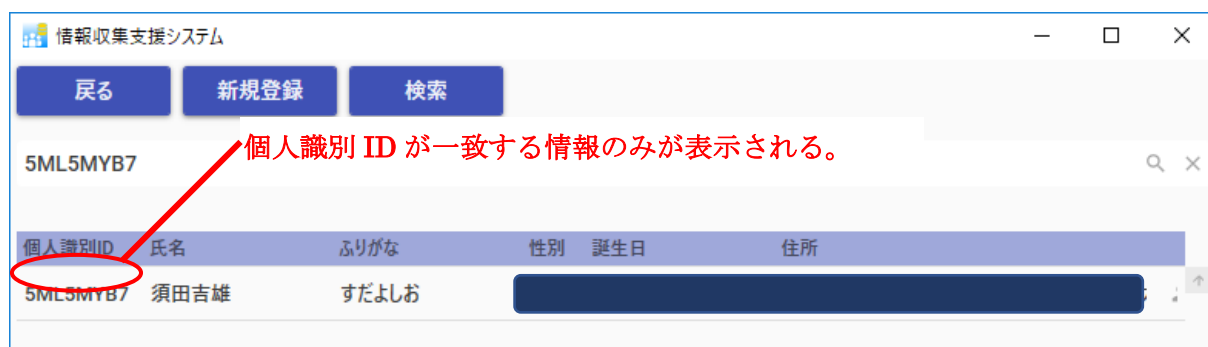 情報収集支援システム
戻る 新規登録 検索
個人識別 ID が一致する情報のみが表示される。
5ML5MYB7
個人識別ID 氏名 ふりがな 性別 誕生日 住所
5ML5MYB7 須田吉雄 すだよしお